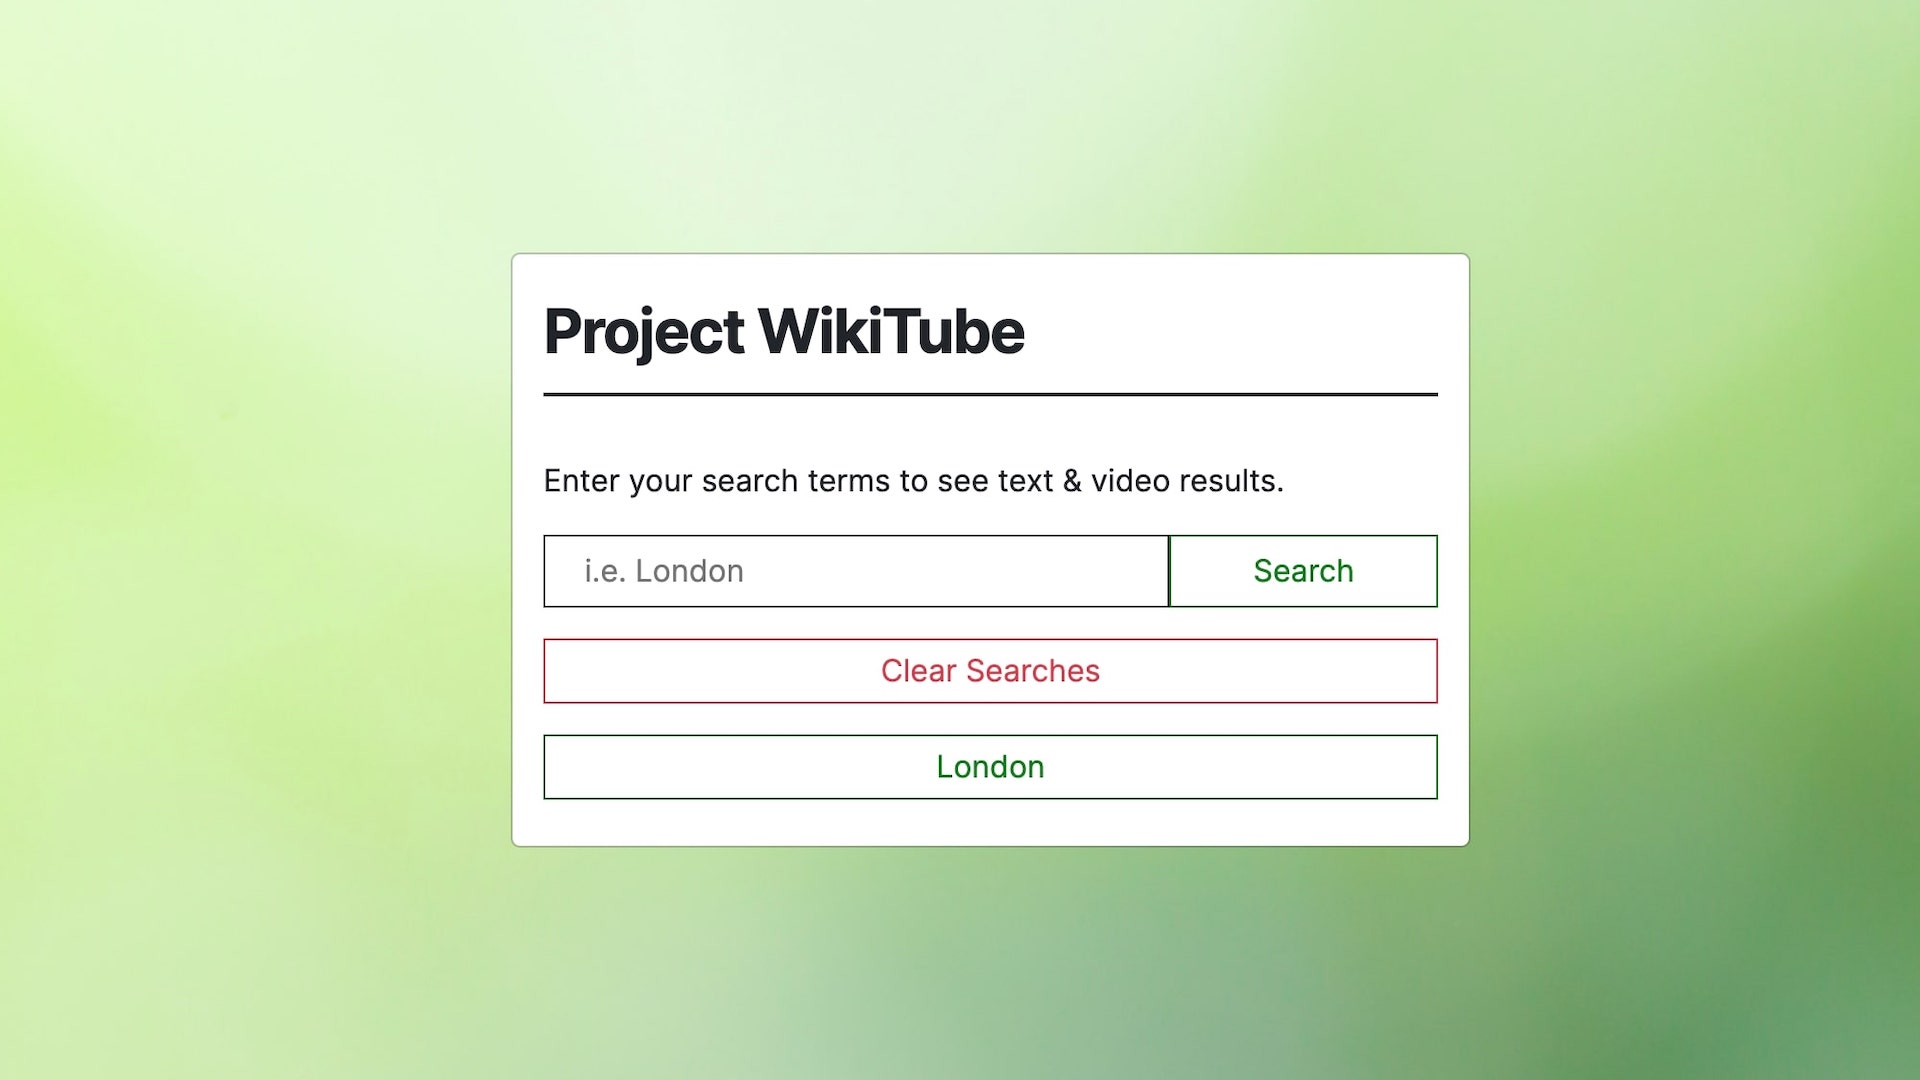 Project WikiTube
Enter your search terms to see text & video results.
i.e. London
Search
Clear Searches
London